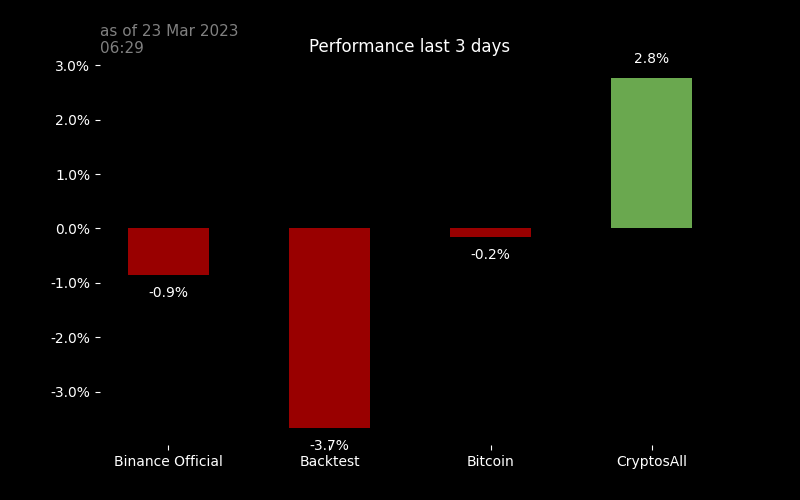 as of 23 Mar 2023
06:29
Performance last 3 days
3.0%
2.0%
1.0%
0.0%
-1.0%
-2.0%
-3.0%
-0.9%
-3.7%
-0.2%
2.8%
Binance Official
Backtest
Bitcoin
CryptosAll